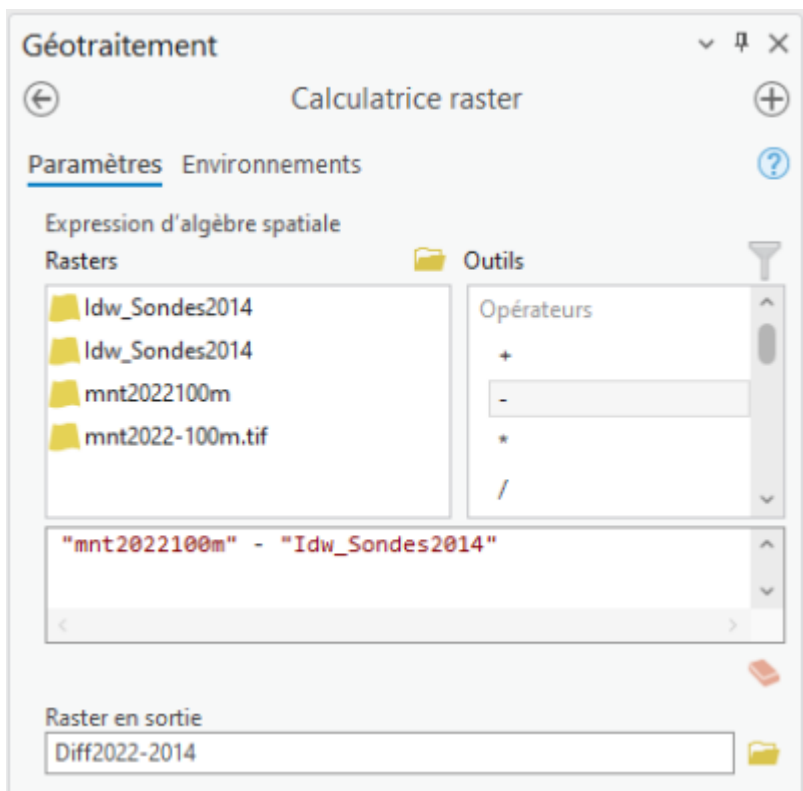 Géotraitement
Calculatrice raster
Paramètres Environnements
Expression d'algèbre spatiale
Rasters
Outils
Idw_Sondes2014
Idw_Sondes2014
mnt2022100m
mnt2022-100m.tif
Opérateurs
+
-
*
/
"mnt2022100m" - "Idw_Sondes2014"
Raster en sortie
Diff2022-2014